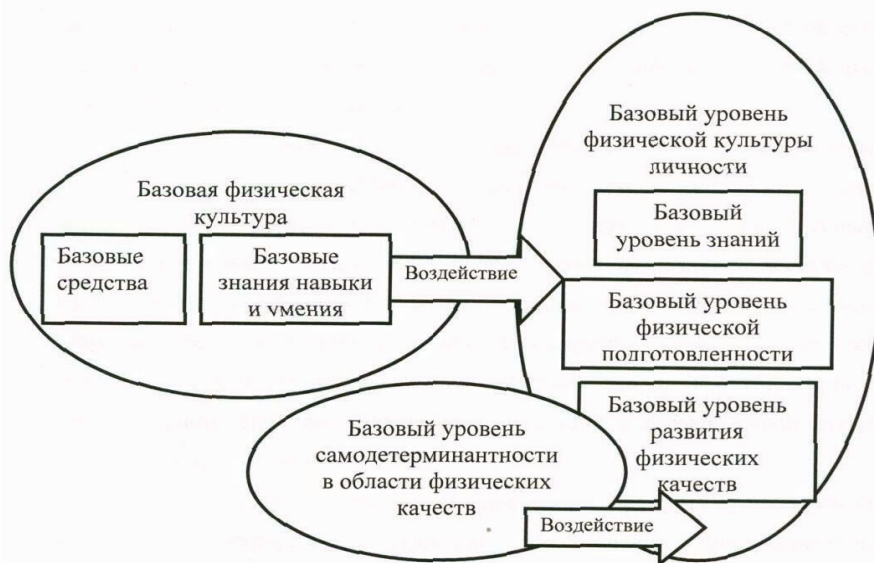 Базовая физическая
культура
Базовые
средства
Базовые
знания навыки
и умения
Воздействие
Базовый уровень
физической культуры
личности
Базовый
уровень знаний
Базовый уровень
физической
подготовленности
Базовый уровень
развития
физических
качеств
Базовый уровень
самодетерминантности
в области физических
качеств
Воздействие